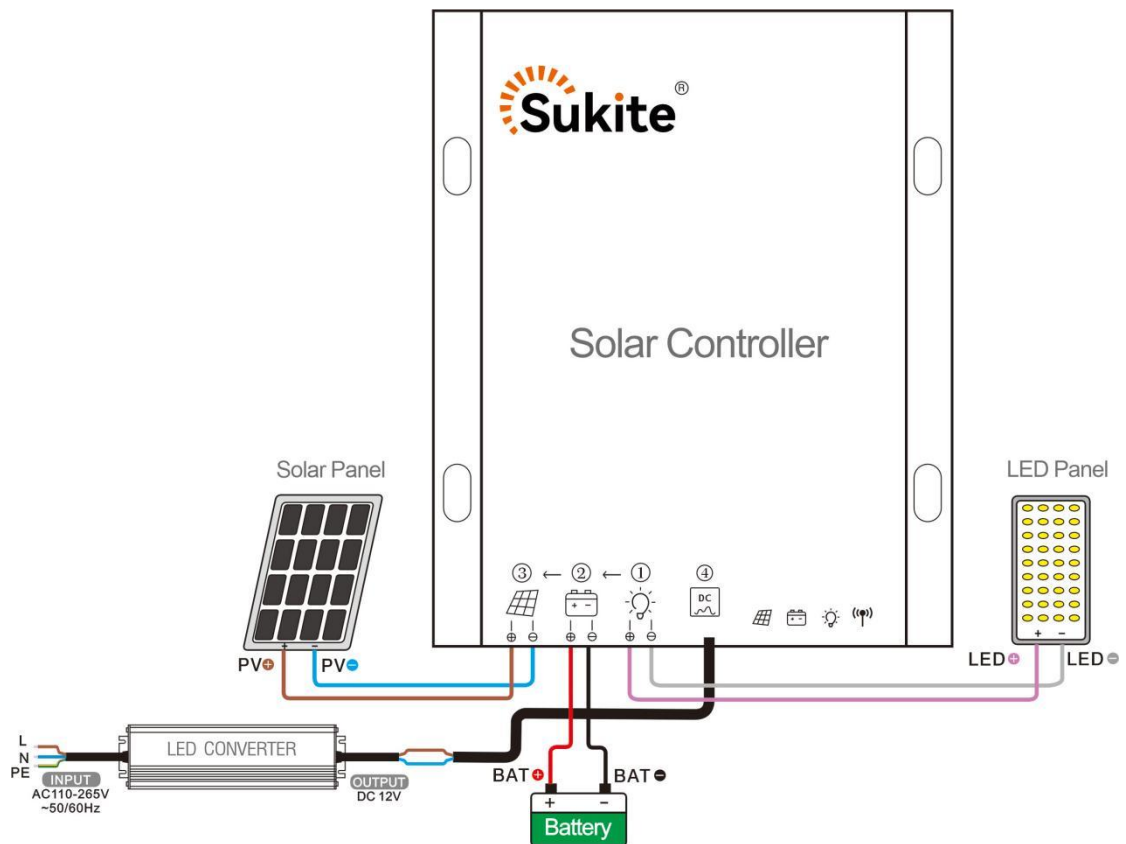 Sukite®
Solar Controller
Solar Panel
LED Panel
③ ← ② ← ① ④
DC
+ −
⊕ ⊖ ⊕ ⊖ ⊕ ⊖
+ −
PV⊕ PV⊖
+ −
LED⊕ LED⊖
L
N
PE
LED CONVERTER
INPUT
AC110-265V
~50/60Hz
OUTPUT
DC 12V
BAT⊕ BAT⊖
+ −
Battery